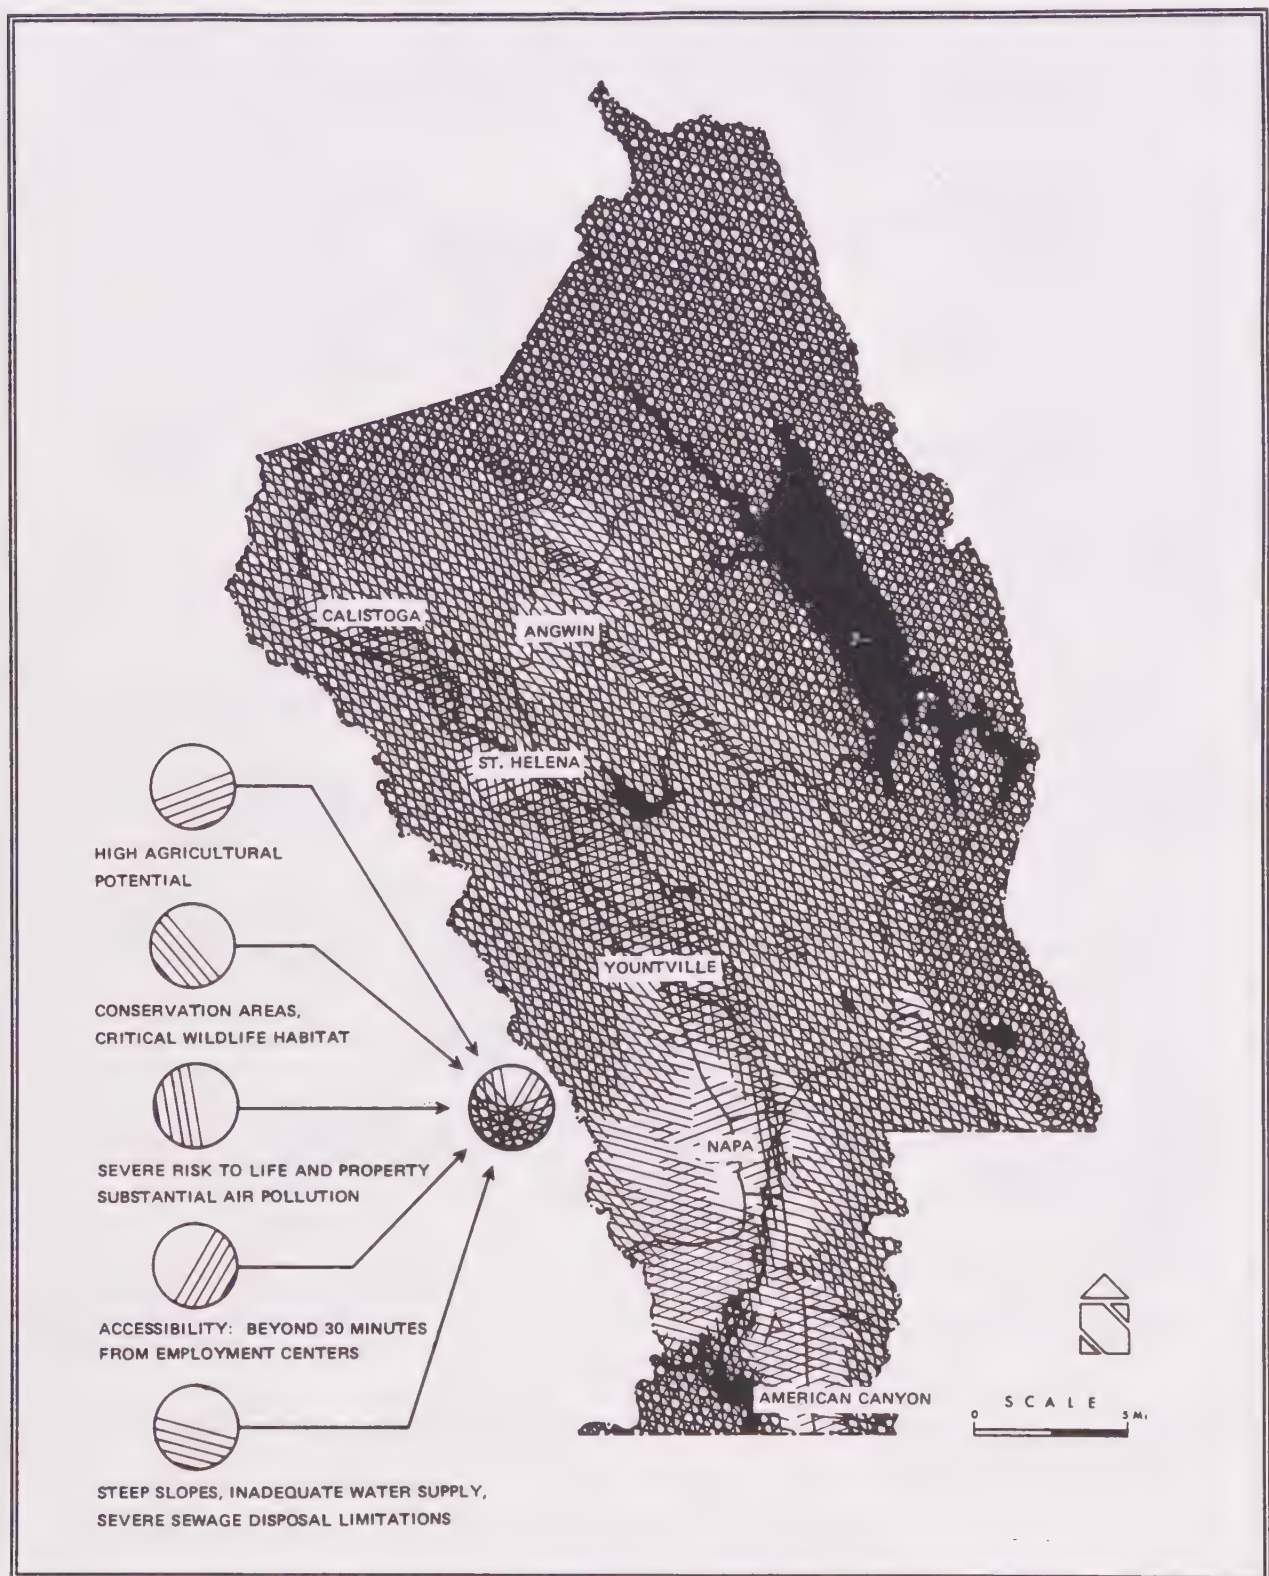 CALISTOGA
ANGWIN
ST. HELENA
YOUNTVILLE
NAPA
AMERICAN CANYON
HIGH AGRICULTURAL
POTENTIAL
CONSERVATION AREAS,
CRITICAL WILDLIFE HABITAT
SEVERE RISK TO LIFE AND PROPERTY
SUBSTANTIAL AIR POLLUTION
ACCESSIBILITY: BEYOND 30 MINUTES
FROM EMPLOYMENT CENTERS
STEEP SLOPES, INADEQUATE WATER SUPPLY,
SEVERE SEWAGE DISPOSAL LIMITATIONS
SCALE
0 5 MI